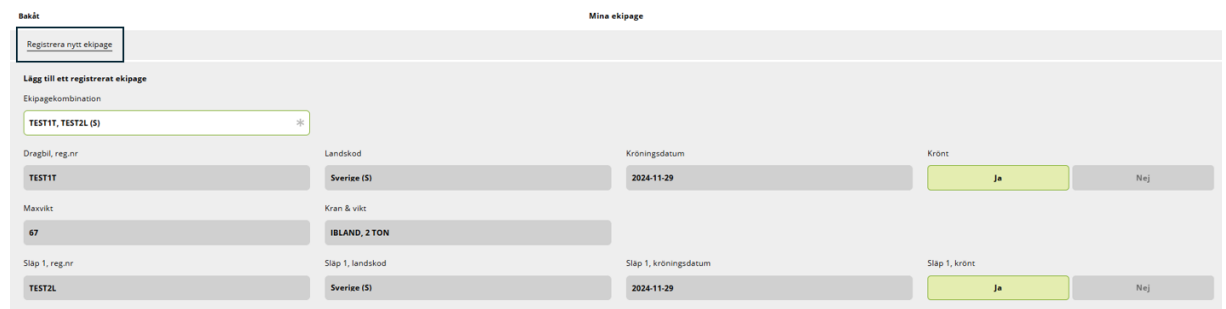 Bakåt Mina ekipage
Registrera nytt ekipage
Lägg till ett registrerat ekipage
Ekipagekombination
TEST1T, TEST2L (S) *
Dragbil, reg.nr Landskod Kröningsdatum Krönt
TEST1T Sverige (S) 2024-11-29 Ja Nej
Maxvikt Kran & vikt
67 IBLAND, 2 TON
Släp 1, reg.nr Släp 1, landskod Släp 1, kröningsdatum Släp 1, krönt
TEST2L Sverige (S) 2024-11-29 Ja Nej